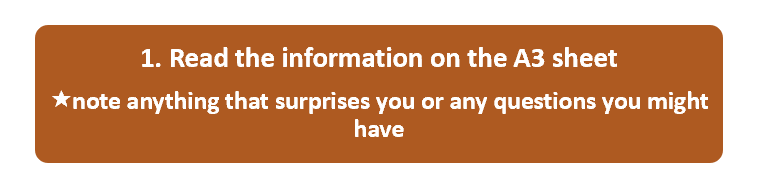 1. Read the information on the A3 sheet
★note anything that surprises you or any questions you might
have